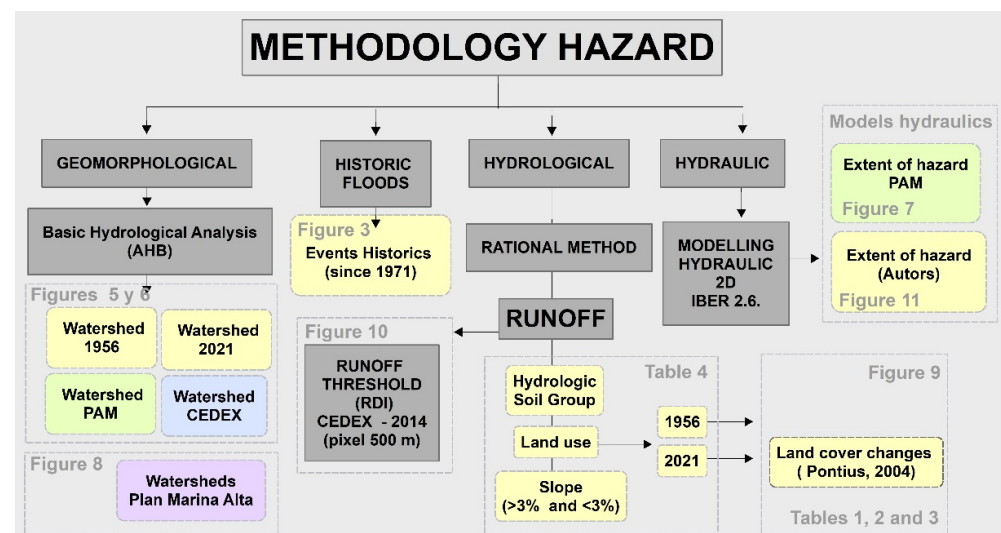 METHODOLOGY HAZARD
GEOMORPHOLOGICAL
Basic Hydrological Analysis
(AHB)
Figures 5 y 6
Watershed
1956
Watershed
2021
Watershed
PAM
Watershed
CEDEX
Figure 8
Watersheds
Plan Marina Alta
HISTORIC
FLOODS
Figure 3
Events Historics
(since 1971)
HYDROLOGICAL
RATIONAL METHOD
RUNOFF
Figure 10
RUNOFF
THRESHOLD
(RDI)
CEDEX - 2014
(pixel 500 m)
Table 4
Hydrologic
Soil Group
Land use
Slope
(>3% and <3%)
1956
2021
Figure 9
Land cover changes
( Pontius, 2004)
Tables 1, 2 and 3
HYDRAULIC
MODELLING
HYDRAULIC
2D
IBER 2.6.
Models hydraulics
Extent of hazard
PAM
Figure 7
Extent of hazard
(Autors)
Figure 11